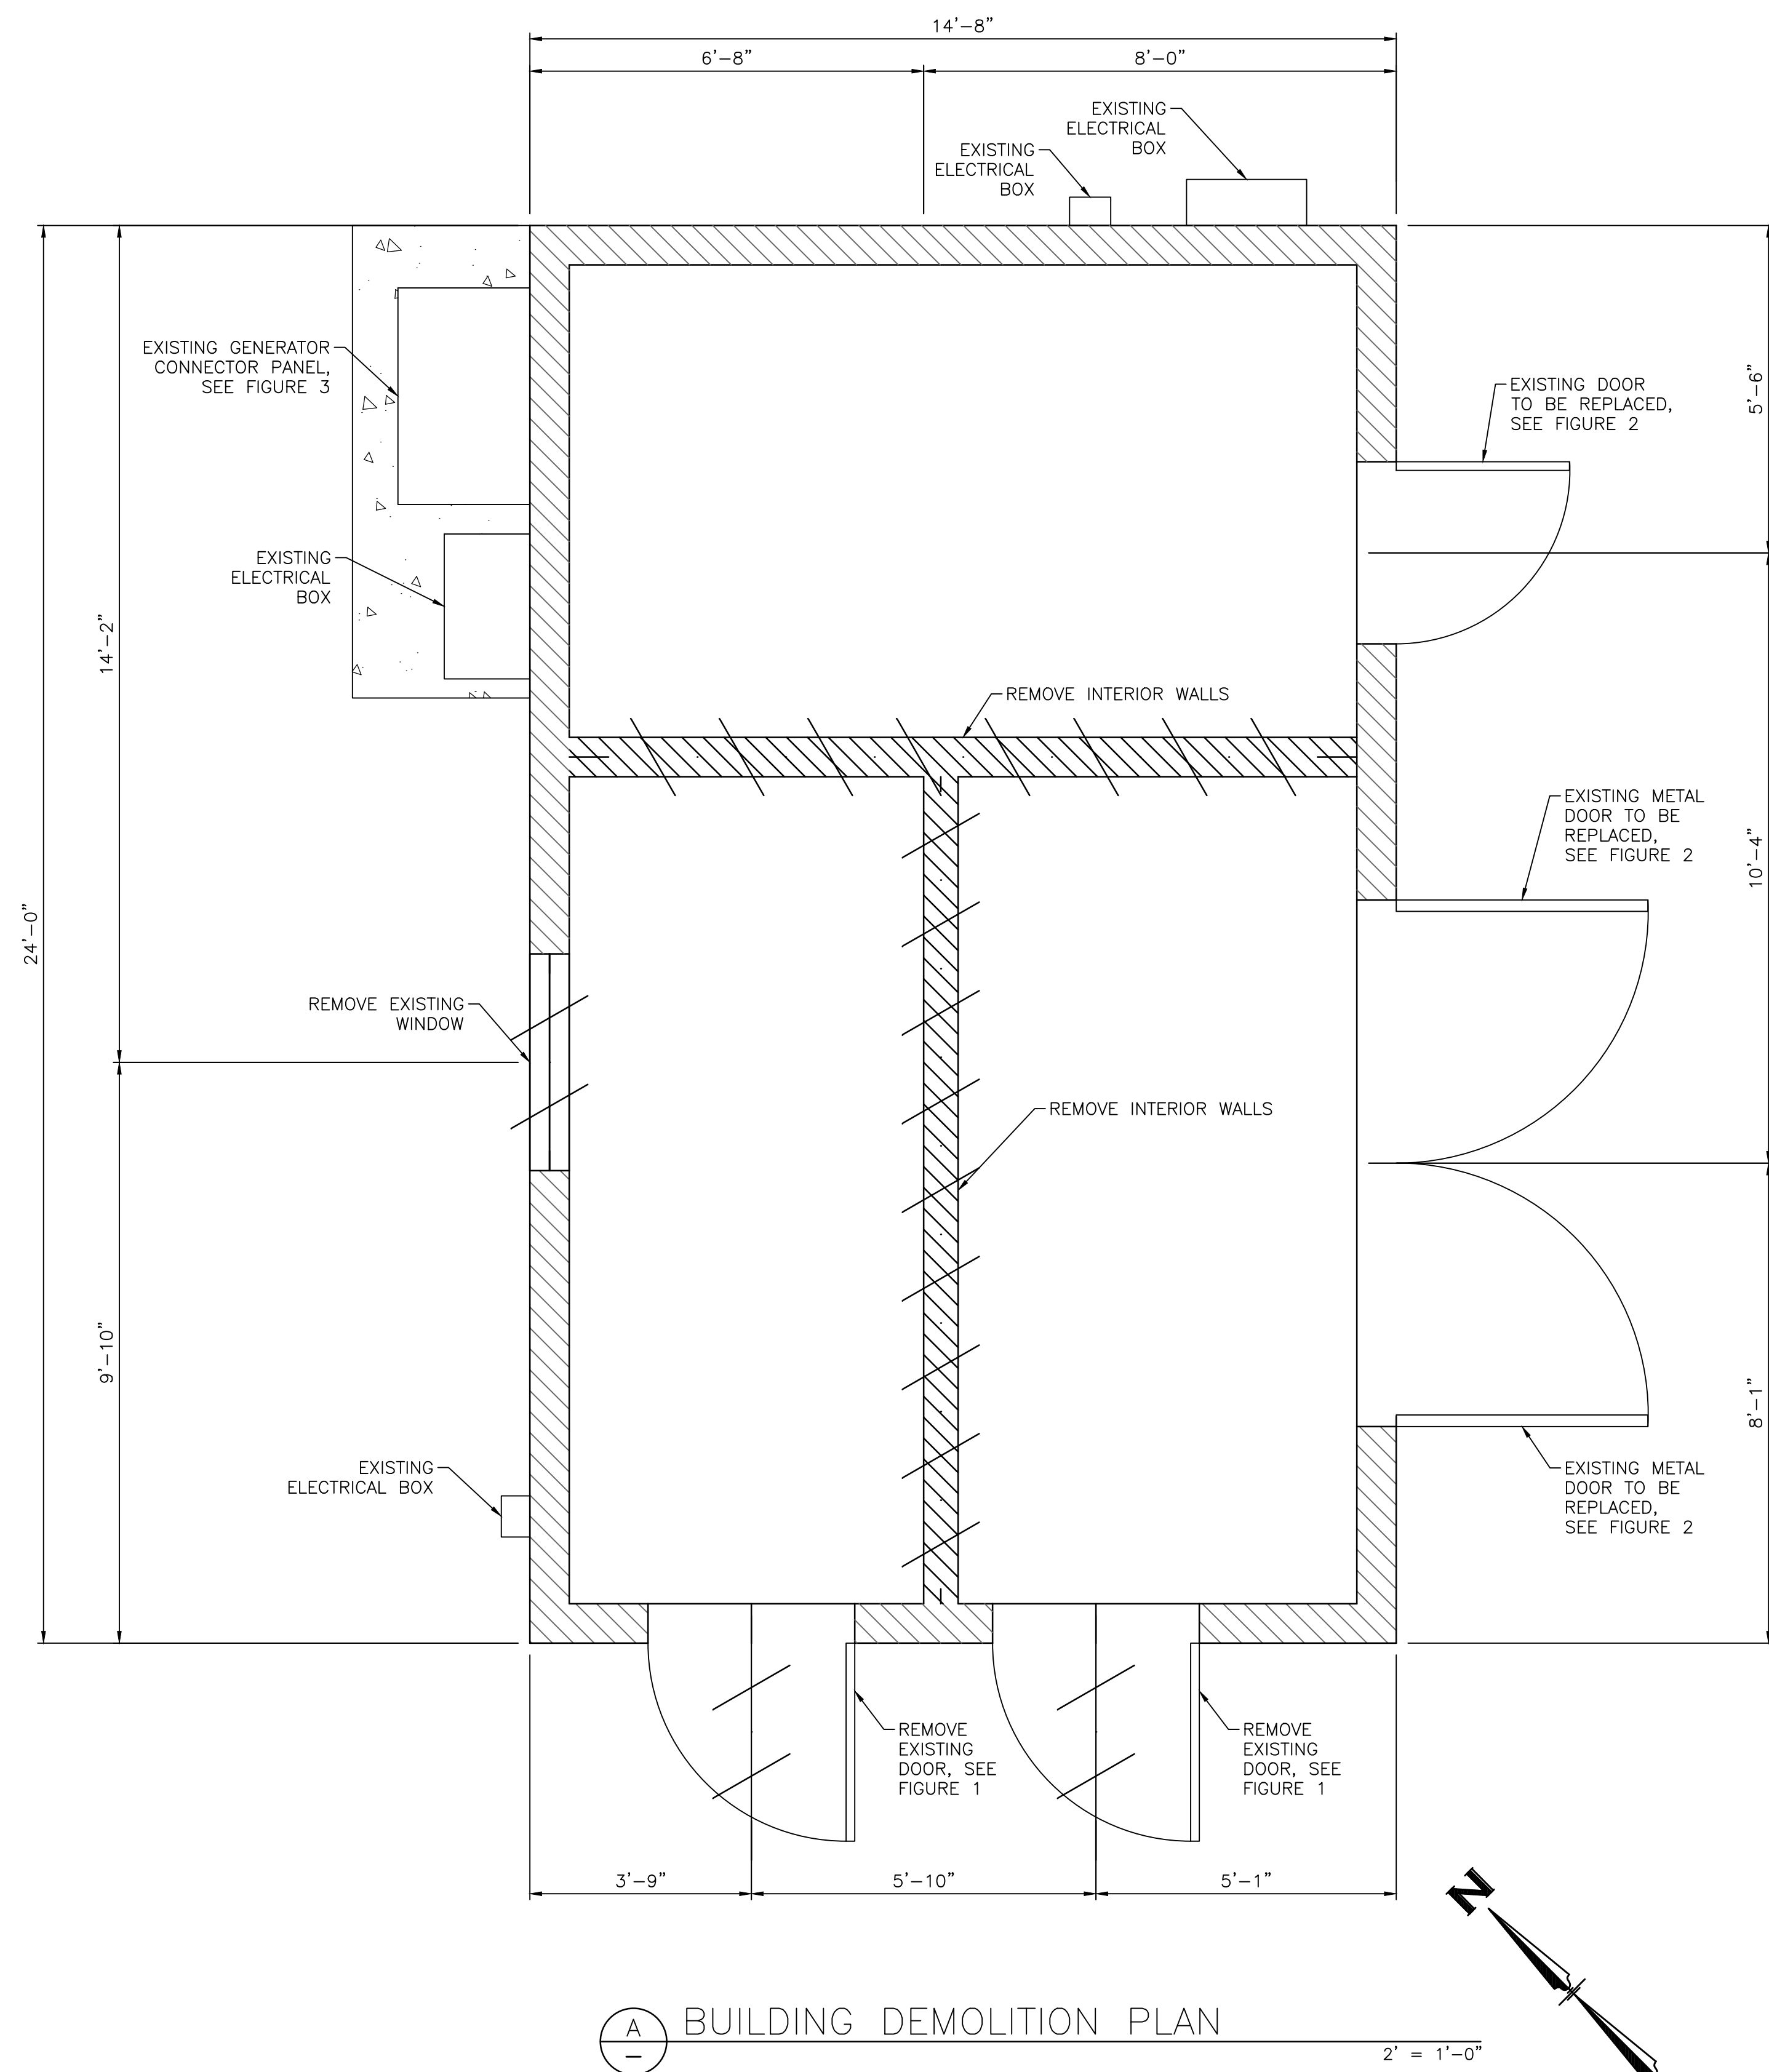 14'-8"
6'-8"
8'-0"
EXISTING
ELECTRICAL
BOX
EXISTING
ELECTRICAL
BOX
EXISTING GENERATOR
CONNECTOR PANEL,
SEE FIGURE 3
5'-6"
EXISTING DOOR
TO BE REPLACED,
SEE FIGURE 2
EXISTING
ELECTRICAL
BOX
14'-2"
REMOVE INTERIOR WALLS
EXISTING METAL
DOOR TO BE
REPLACED,
SEE FIGURE 2
10'-4"
24'-0"
REMOVE EXISTING
WINDOW
REMOVE INTERIOR WALLS
9'-10"
8'-1"
EXISTING
ELECTRICAL BOX
EXISTING METAL
DOOR TO BE
REPLACED,
SEE FIGURE 2
REMOVE
EXISTING
DOOR, SEE
FIGURE 1
REMOVE
EXISTING
DOOR, SEE
FIGURE 1
3'-9"
5'-10"
5'-1"
N
A
–
BUILDING DEMOLITION PLAN
2' = 1'-0"